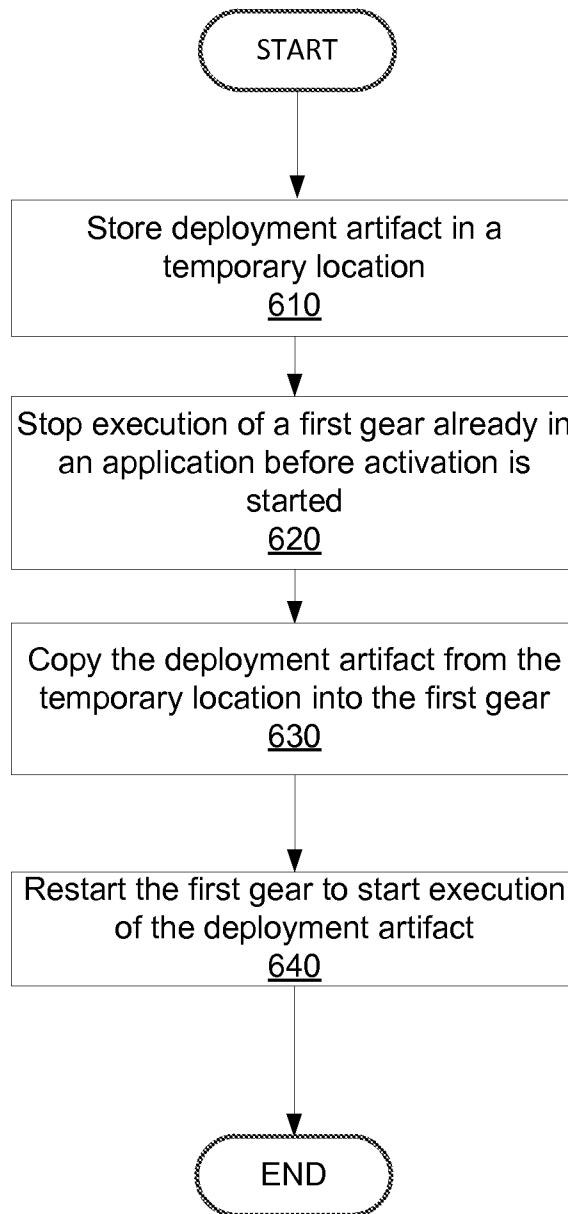 START
Store deployment artifact in a
temporary location
610
Stop execution of a first gear already in
an application before activation is
started
620
Copy the deployment artifact from the
temporary location into the first gear
630
Restart the first gear to start execution
of the deployment artifact
640
END